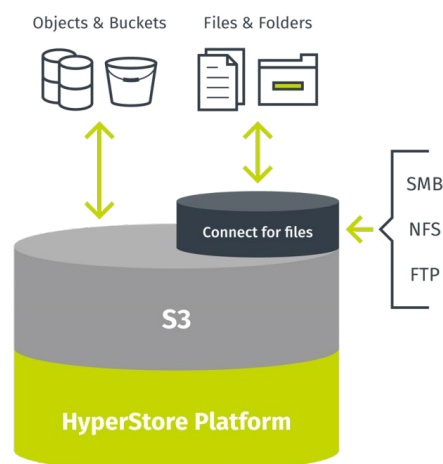 Objects & Buckets
Files & Folders
SMB
Connect for files
NFS
FTP
S3
HyperStore Platform